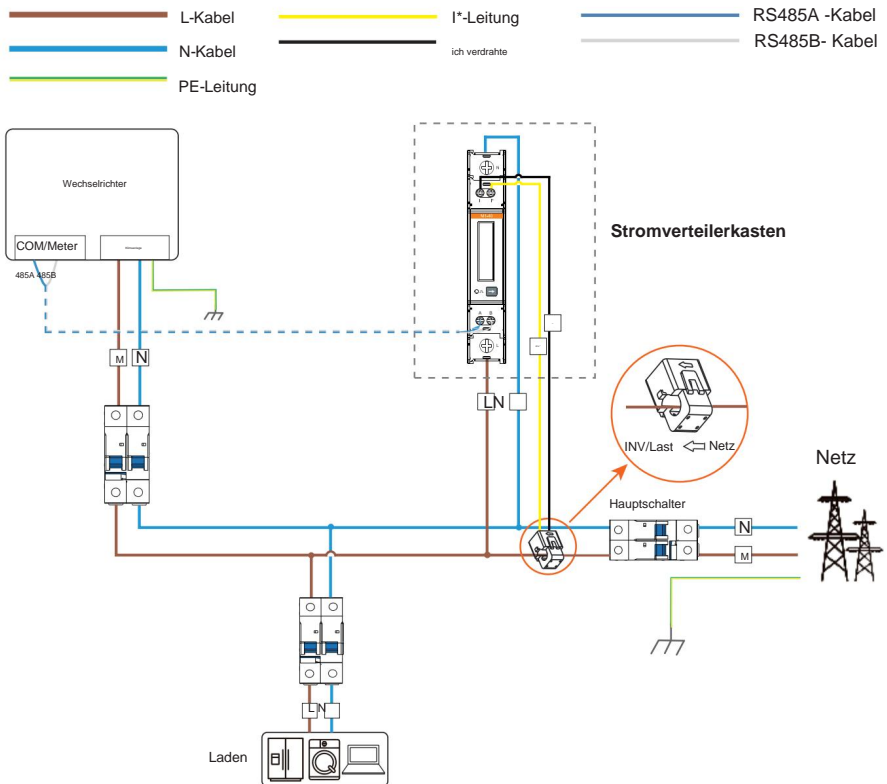 L-Kabel
I*-Leitung
RS485A -Kabel
N-Kabel
ich verdrahte
RS485B- Kabel
PE-Leitung
Wechselrichter
COM/Meter
485A 485B
Stromverteilerkasten
N
A B
L
M N
LN
INV/Last
Netz
Netz
Hauptschalter
N
M
L N
Laden